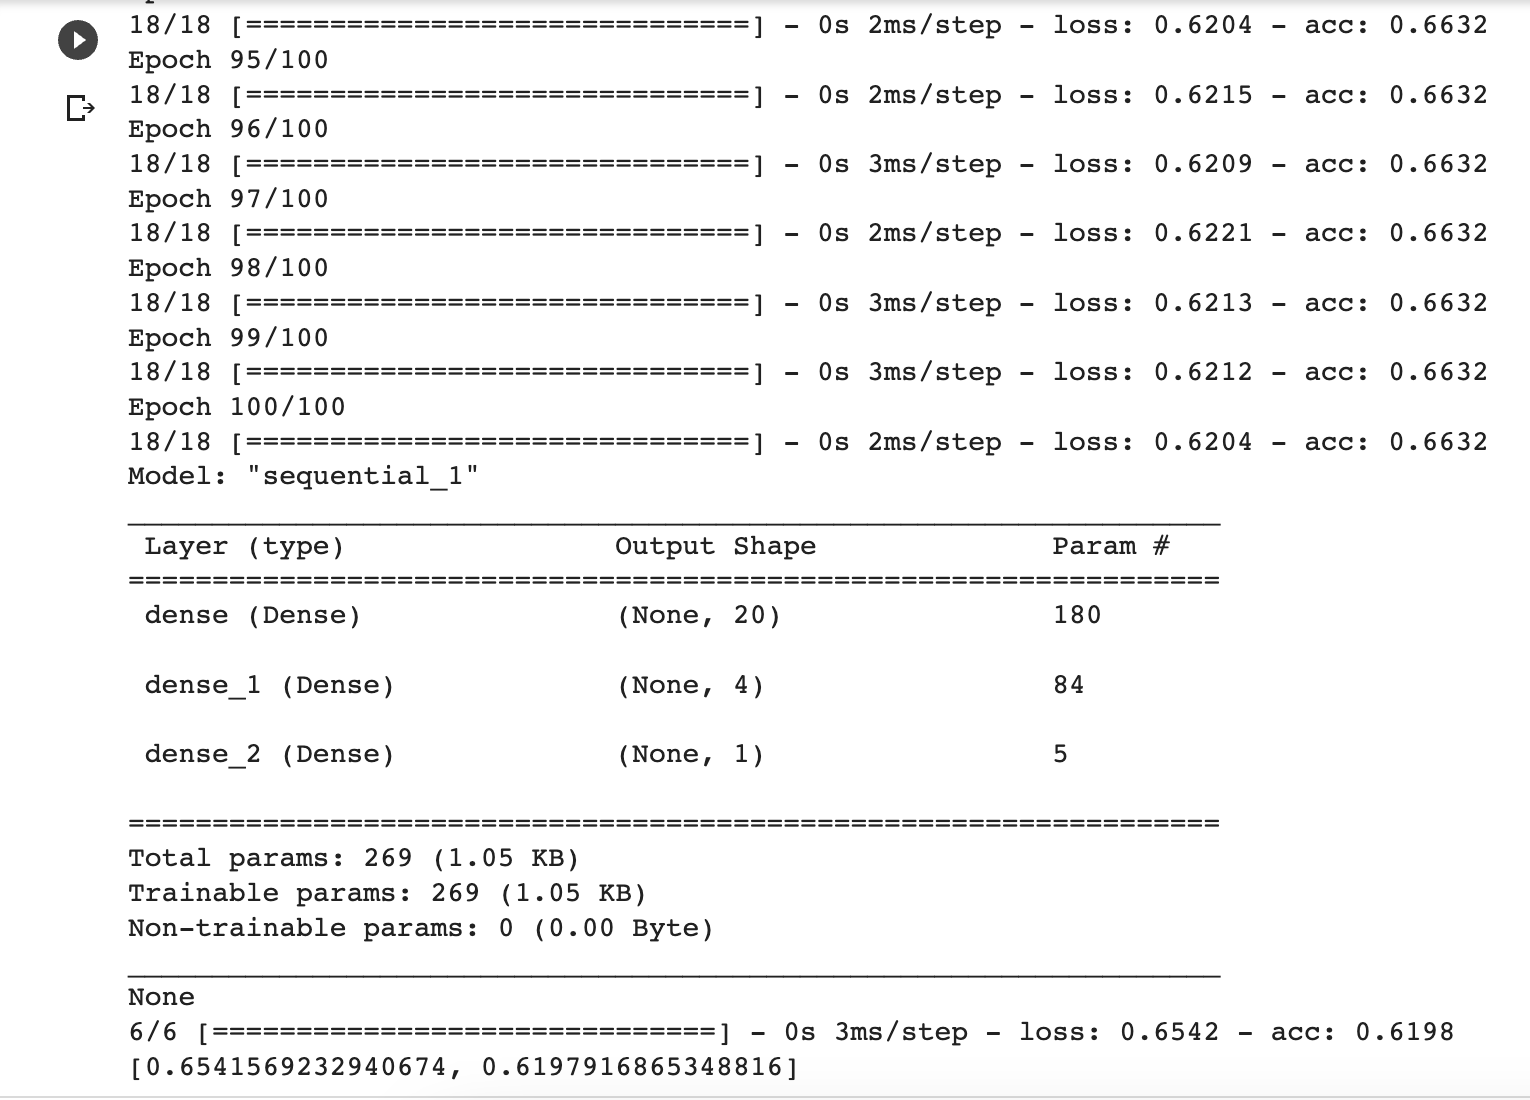 18/18 [==============================] - 0s 2ms/step - loss: 0.6204 - acc: 0.6632
Epoch 95/100
18/18 [==============================] - 0s 2ms/step - loss: 0.6215 - acc: 0.6632
Epoch 96/100
18/18 [==============================] - 0s 3ms/step - loss: 0.6209 - acc: 0.6632
Epoch 97/100
18/18 [==============================] - 0s 2ms/step - loss: 0.6221 - acc: 0.6632
Epoch 98/100
18/18 [==============================] - 0s 3ms/step - loss: 0.6213 - acc: 0.6632
Epoch 99/100
18/18 [==============================] - 0s 3ms/step - loss: 0.6212 - acc: 0.6632
Epoch 100/100
18/18 [==============================] - 0s 2ms/step - loss: 0.6204 - acc: 0.6632
Model: "sequential_1"
_________________________________________________________________
Layer (type) Output Shape Param #
=================================================================
dense (Dense) (None, 20) 180
dense_1 (Dense) (None, 4) 84
dense_2 (Dense) (None, 1) 5
=================================================================
Total params: 269 (1.05 KB)
Trainable params: 269 (1.05 KB)
Non-trainable params: 0 (0.00 Byte)
_________________________________________________________________
None
6/6 [==============================] - 0s 3ms/step - loss: 0.6542 - acc: 0.6198
[0.6541569232940674, 0.6197916865348816]